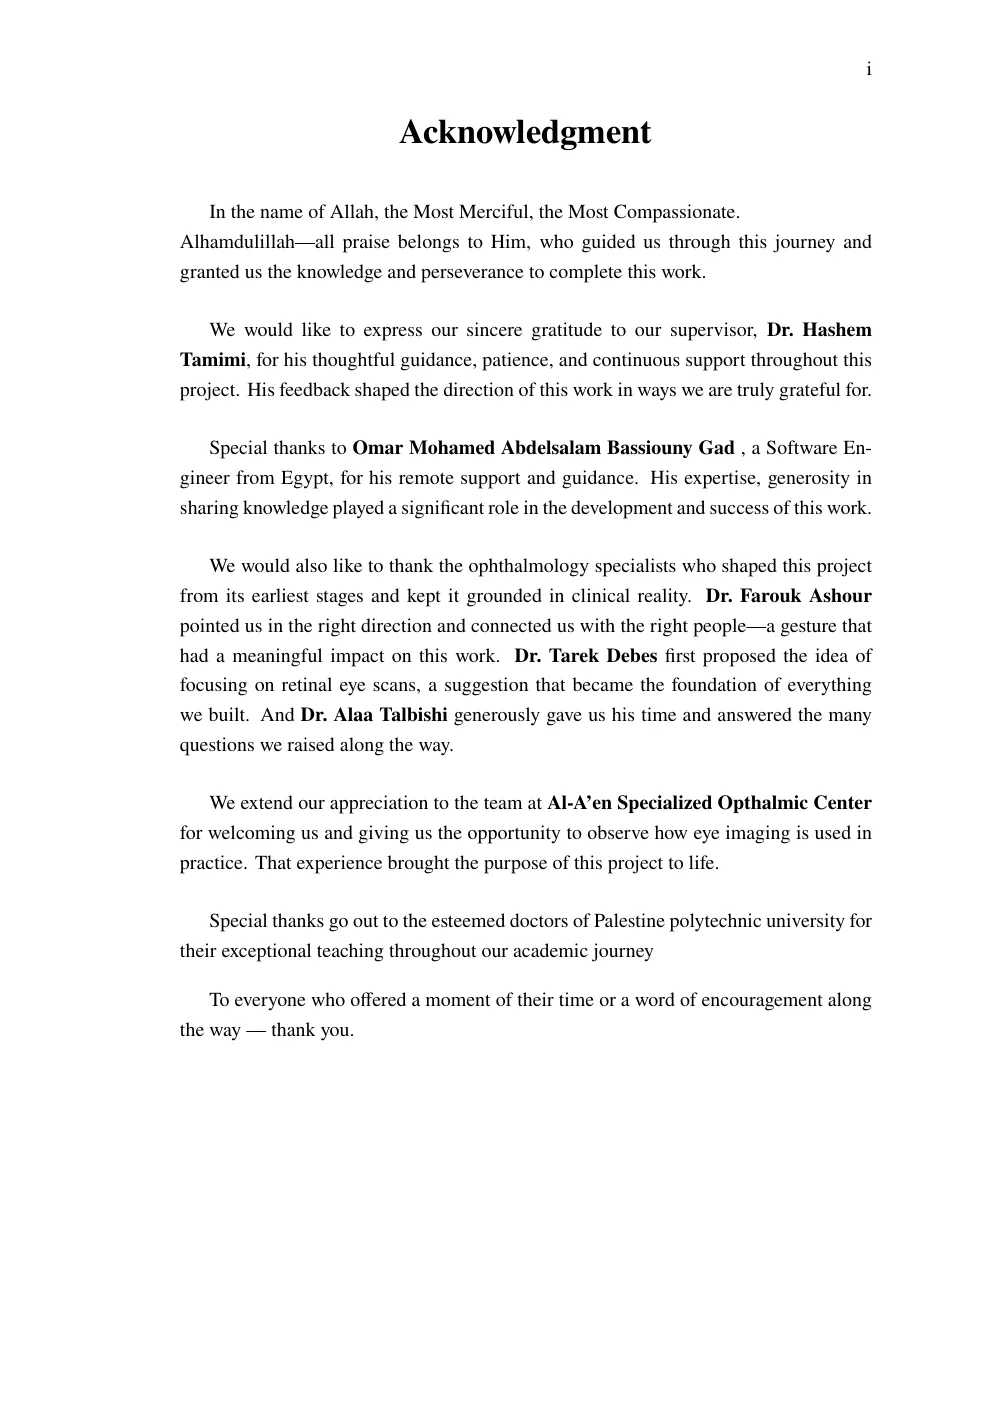 i
Acknowledgment
In the name of Allah, the Most Merciful, the Most Compassionate.
Alhamdulillah—all praise belongs to Him, who guided us through this journey and
granted us the knowledge and perseverance to complete this work.
We would like to express our sincere gratitude to our supervisor, Dr. Hashem
Tamimi, for his thoughtful guidance, patience, and continuous support throughout this
project. His feedback shaped the direction of this work in ways we are truly grateful for.
Special thanks to Omar Mohamed Abdelsalam Bassiouny Gad , a Software En-
gineer from Egypt, for his remote support and guidance. His expertise, generosity in
sharing knowledge played a significant role in the development and success of this work.
We would also like to thank the ophthalmology specialists who shaped this project
from its earliest stages and kept it grounded in clinical reality. Dr. Farouk Ashour
pointed us in the right direction and connected us with the right people—a gesture that
had a meaningful impact on this work. Dr. Tarek Debes first proposed the idea of
focusing on retinal eye scans, a suggestion that became the foundation of everything
we built. And Dr. Alaa Talbishi generously gave us his time and answered the many
questions we raised along the way.
We extend our appreciation to the team at Al-A’en Specialized Opthalmic Center
for welcoming us and giving us the opportunity to observe how eye imaging is used in
practice. That experience brought the purpose of this project to life.
Special thanks go out to the esteemed doctors of Palestine polytechnic university for
their exceptional teaching throughout our academic journey
To everyone who offered a moment of their time or a word of encouragement along
the way — thank you.